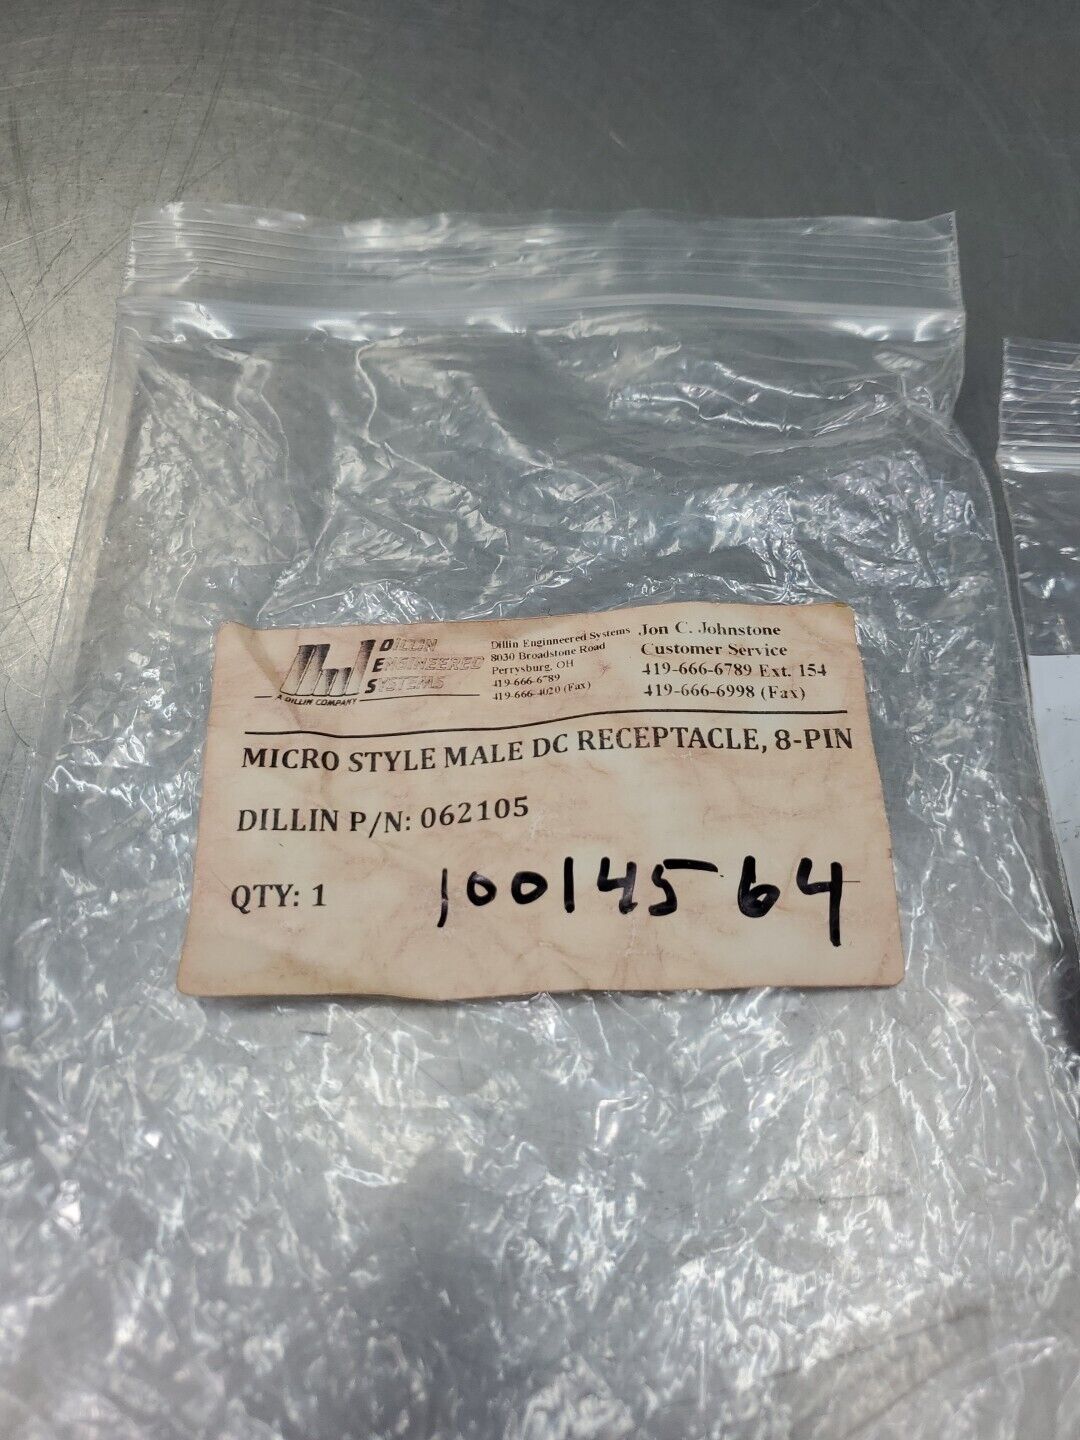 DILLIN
ENGINEERED
SYSTEMS
A DILLIN COMPANY
Dillin Enginneered Systems
8030 Broadstone Road
Perrysburg, OH
419-666-6789
419-666-4020 (Fax)
Jon C. Johnstone
Customer Service
419-666-6789 Ext. 154
419-666-6998 (Fax)
MICRO STYLE MALE DC RECEPTACLE, 8-PIN
DILLIN P/N: 062105
QTY: 1
10014564